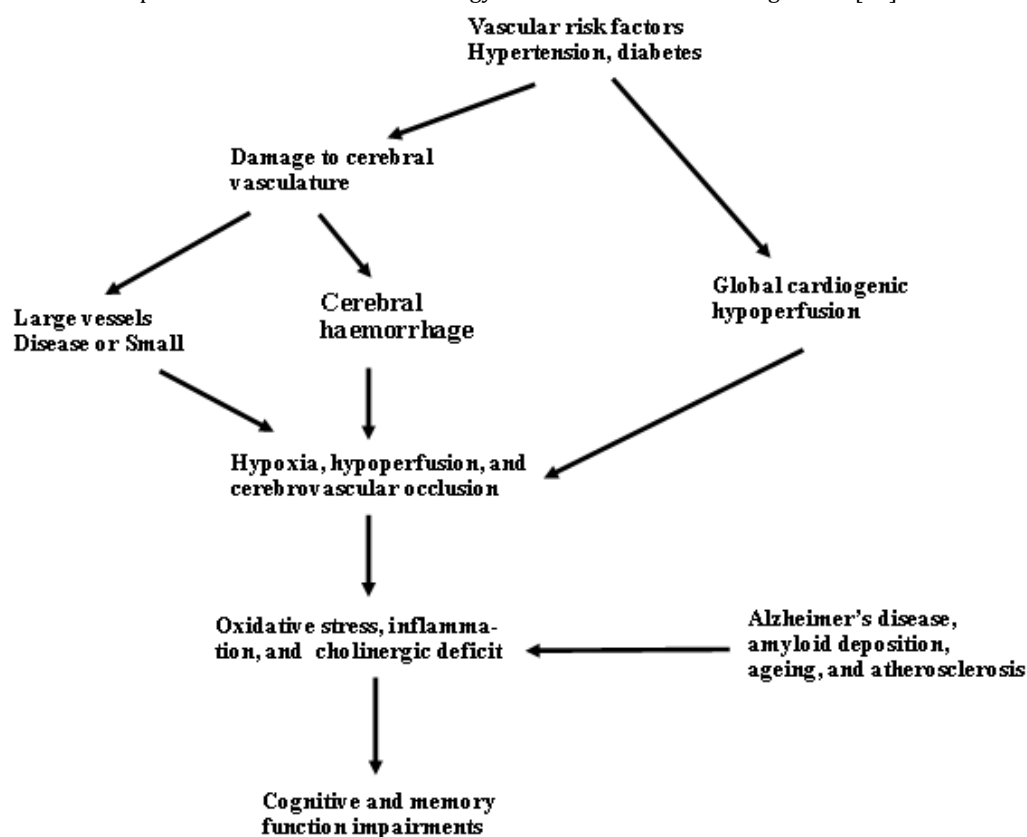 Vascular risk factors
Hypertension, diabetes
Damage to cerebral
vasculature
Global cardiogenic
hypoperfusion
Large vessels
Disease or Small
Cerebral
haemorrhage
Hypoxia, hypoperfusion, and
cerebrovascular occlusion
Oxidative stress, inflamma-
tion, and cholinergic deficit
Alzheimer's disease,
amyloid deposition,
ageing, and atherosclerosis
Cognitive and memory
function impairments